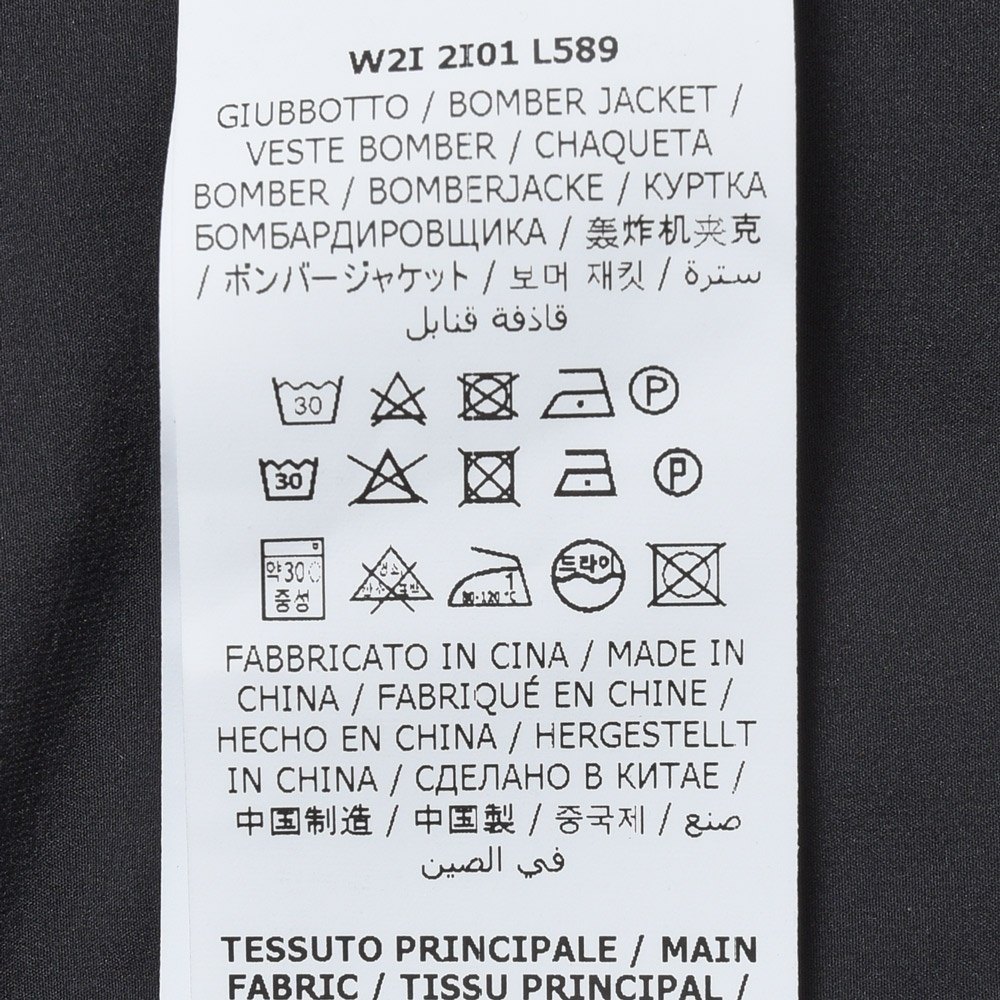 W2I 2I01 L589
GIUBBOTTO / BOMBER JACKET /
VESTE BOMBER / CHAQUETA
BOMBER / BOMBERJACKE / КУРТКА
БОМБАРДИРОВЩИКА / 轰炸机夹克
/ ボンバージャケット / 보머 재킷 / سترة
قاذفة قنابل
30 P
30 P
약30 드라이
중성 1
80-120 ℃
FABBRICATO IN CINA / MADE IN
CHINA / FABRIQUÉ EN CHINE /
HECHO EN CHINA / HERGESTELLT
IN CHINA / СДЕЛАНО В КИТАЕ /
中国制造 / 中国製 / 중국제 / صنع
في الصين
TESSUTO PRINCIPALE / MAIN
FABRIC / TISSU PRINCIPAL /